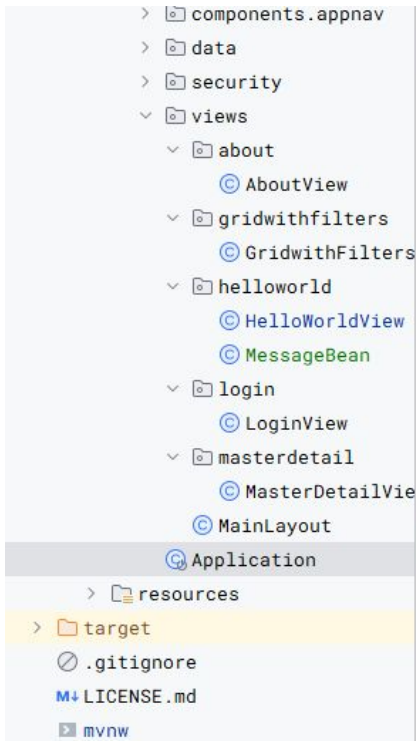 components.appnav
data
security
views
about
AboutView
gridwithfilters
GridwithFilters
helloworld
HelloWorldView
MessageBean
login
LoginView
masterdetail
MasterDetailVie
MainLayout
Application
resources
target
.gitignore
M↓ LICENSE.md
mvnw